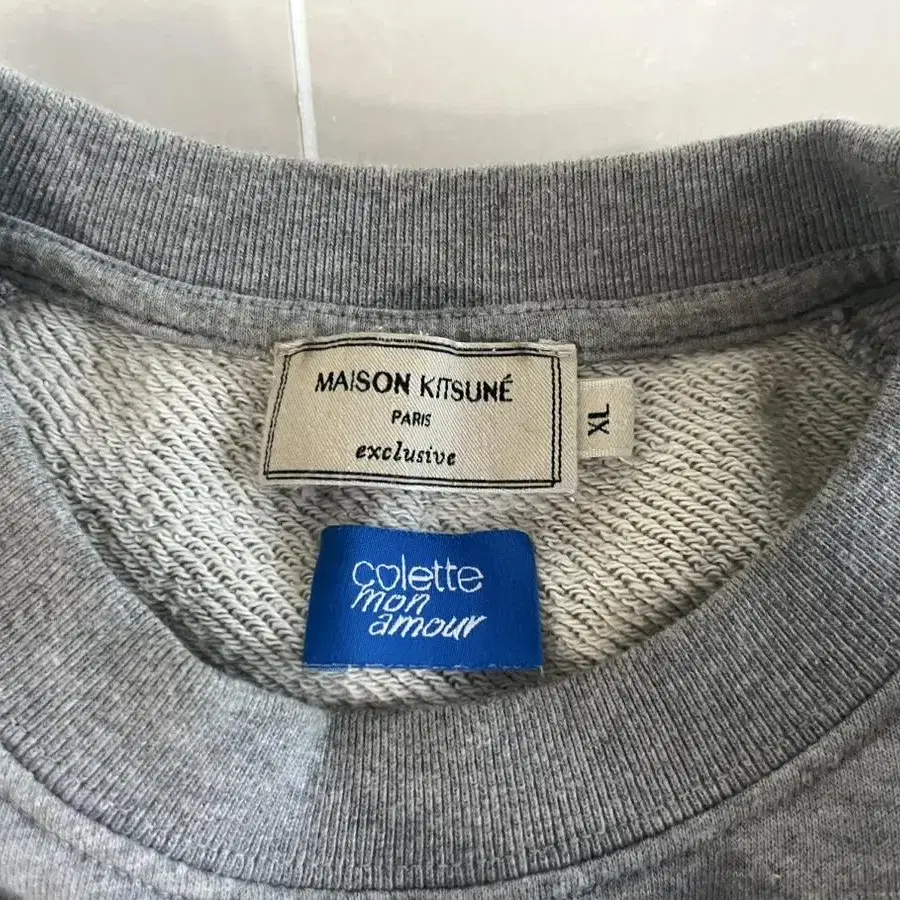 MAISON KITSUNÉ
PARIS
exclusive
XL
colette
mon
amour